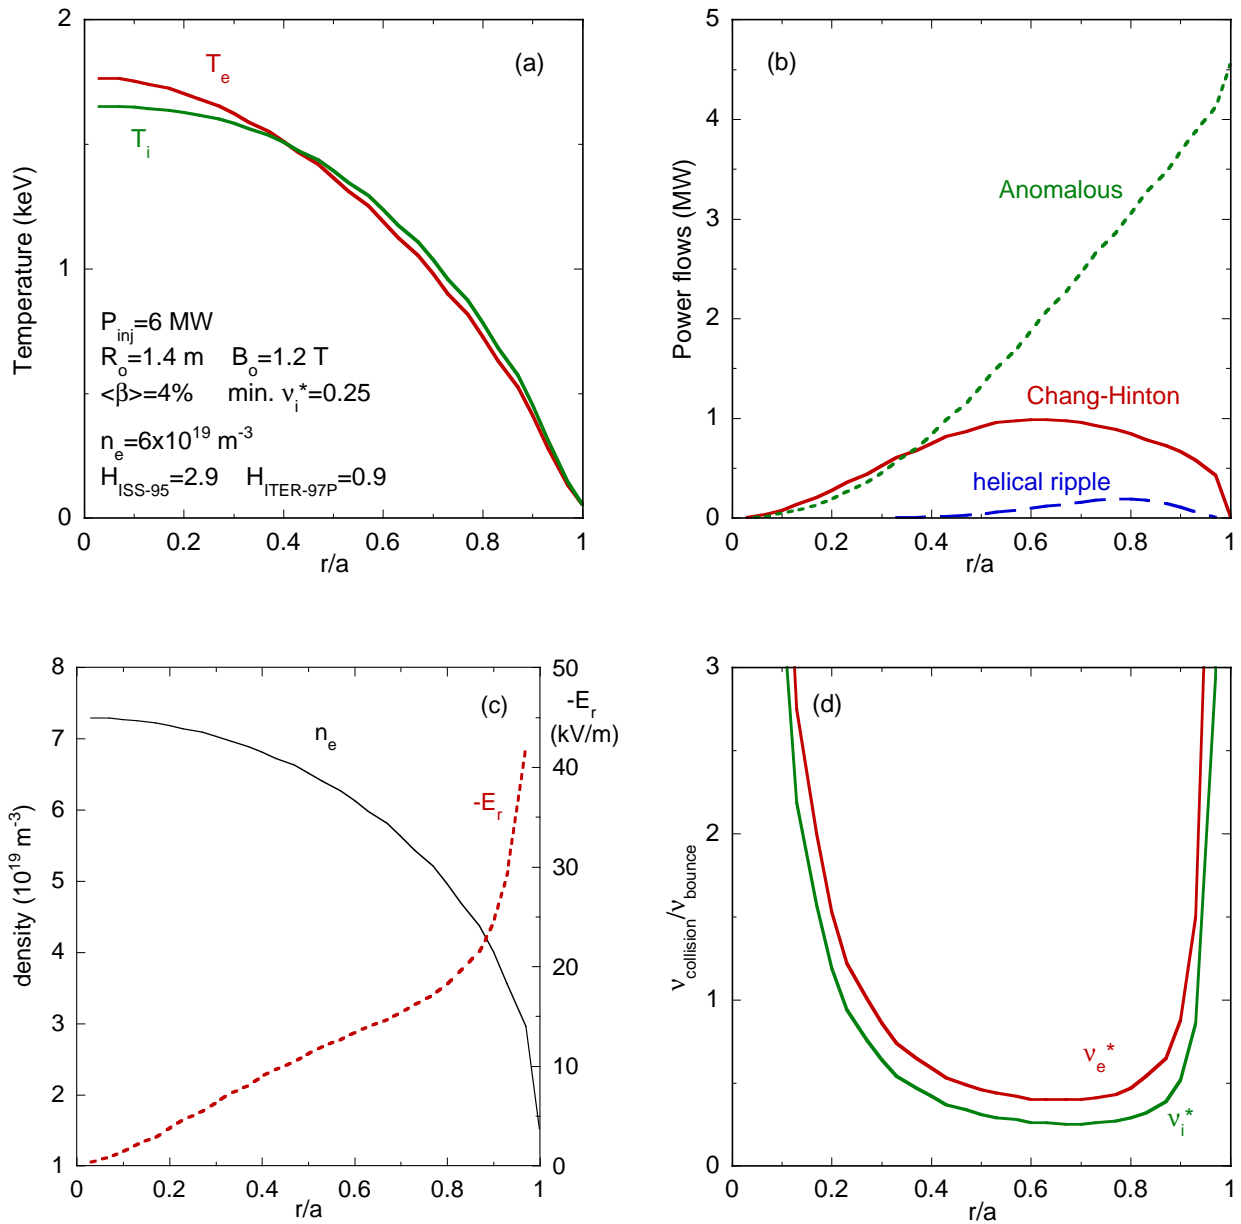 2
1
0
Temperature (keV)
T_e
T_i
(a)
P_inj=6 MW
R_o=1.4 m B_o=1.2 T
<β>=4% min. ν_i*=0.25
n_e=6x10^19 m^-3
H_ISS-95=2.9 H_ITER-97P=0.9
0 0.2 0.4 0.6 0.8 1
r/a
5
4
3
2
1
0
Power flows (MW)
(b)
Anomalous
Chang-Hinton
helical ripple
0 0.2 0.4 0.6 0.8 1
r/a
8
7
6
5
4
3
2
1
density (10^19 m^-3)
n_e
(c)
-E_r
50
-E_r
(kV/m)
40
30
20
10
0
0 0.2 0.4 0.6 0.8 1
r/a
3
2
1
0
ν_collision/ν_bounce
(d)
ν_e*
ν_i*
0 0.2 0.4 0.6 0.8 1
r/a